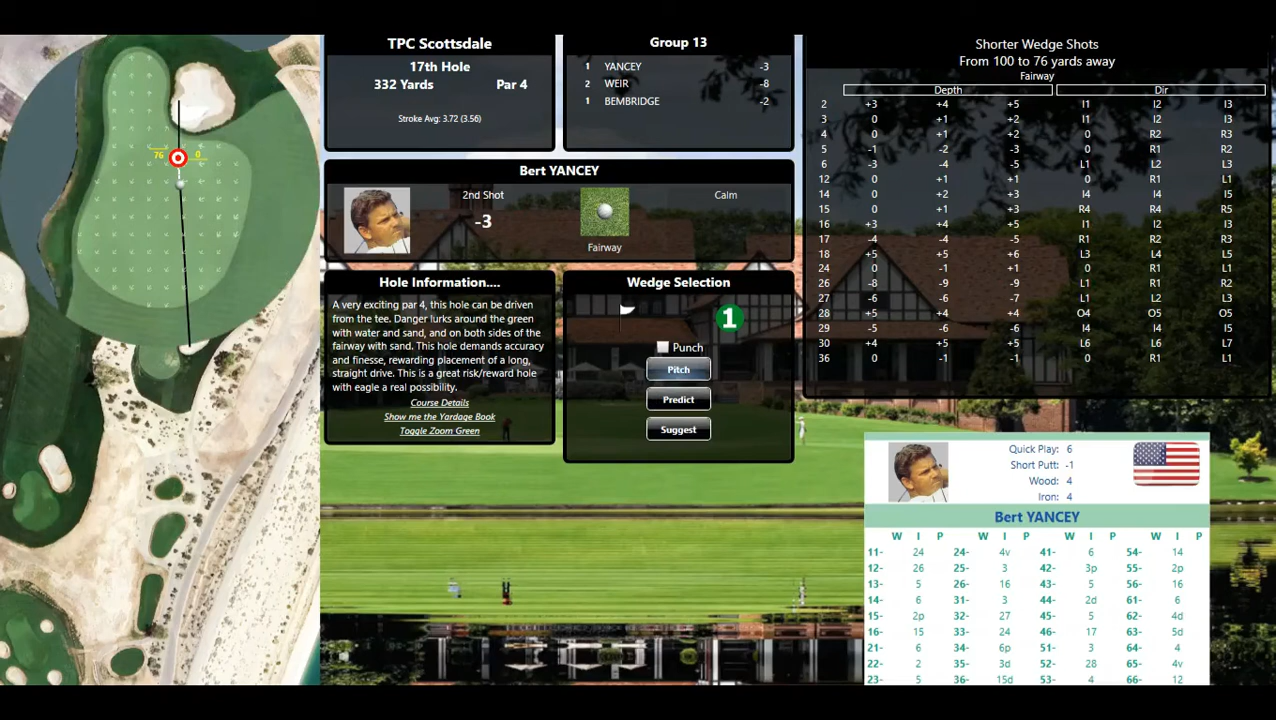 76 0
TPC Scottsdale
17th Hole
332 Yards Par 4
Stroke Avg: 3.72 (3.56)
Group 13
1 YANCEY -3
2 WEIR -8
1 BEMBRIDGE -2
Bert YANCEY
2nd Shot
-3
Fairway
Calm
Hole Information....
A very exciting par 4, this hole can be driven
from the tee. Danger lurks around the green
with water and sand, and on both sides of the
fairway with sand. This hole demands accuracy
and finesse, rewarding placement of a long,
straight drive. This is a great risk/reward hole
with eagle a real possibility.
Course Details
Show me the Yardage Book
Toggle Zoom Green
Wedge Selection
1
Punch
Pitch
Predict
Suggest
Shorter Wedge Shots
From 100 to 76 yards away
Fairway
Depth Dir
2 +3 +4 +5 I1 I2 I3
3 0 +1 +2 I1 I2 I3
4 0 +1 +2 0 R2 R3
5 -1 -2 -3 0 R1 R2
6 -3 -4 -5 L1 L2 L3
12 0 +1 +1 0 R1 L1
14 0 +2 +3 I4 I4 I5
15 0 +1 +3 R4 R4 R5
16 +3 +4 +5 I1 I2 I3
17 -4 -4 -5 R1 R2 R3
18 +5 +5 +6 L3 L4 L5
24 0 -1 +1 0 R1 L1
26 -8 -9 -9 L1 R1 R2
27 -6 -6 -7 L1 L2 L3
28 +5 +4 +4 O4 O5 O5
29 -5 -6 -6 I4 I4 I5
30 +4 +5 +5 L6 L6 L7
36 0 -1 -1 0 R1 L1
Quick Play: 6
Short Putt: -1
Wood: 4
Iron: 4
Bert YANCEY
W I P W I P W I P W I P
11- 24 24- 4v 41- 6 54- 14
12- 26 25- 3 42- 3p 55- 2p
13- 5 26- 16 43- 5 56- 16
14- 6 31- 3 44- 2d 61- 6
15- 2p 32- 27 45- 5 62- 4d
16- 15 33- 24 46- 17 63- 5d
21- 6 34- 6p 51- 3 64- 4
22- 2 35- 3d 52- 28 65- 4v
23- 5 36- 15d 53- 4 66- 12